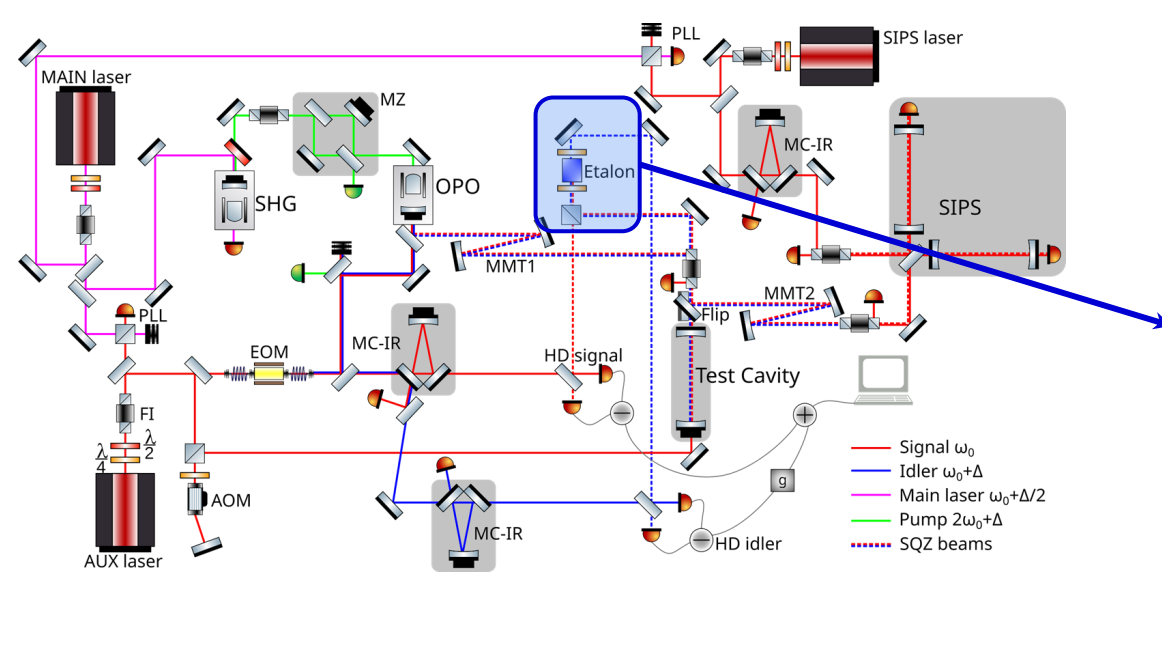 PLL
SIPS laser
MAIN laser
MZ
MC-IR
Etalon
OPO
SHG
SIPS
MMT1
MMT2
PLL
Flip
EOM
MC-IR
HD signal
Test Cavity
FI
λ/2
λ/4
+
−
g
AOM
Signal ω₀
Idler ω₀+Δ
Main laser ω₀+Δ/2
Pump 2ω₀+Δ
SQZ beams
MC-IR
−
HD idler
AUX laser